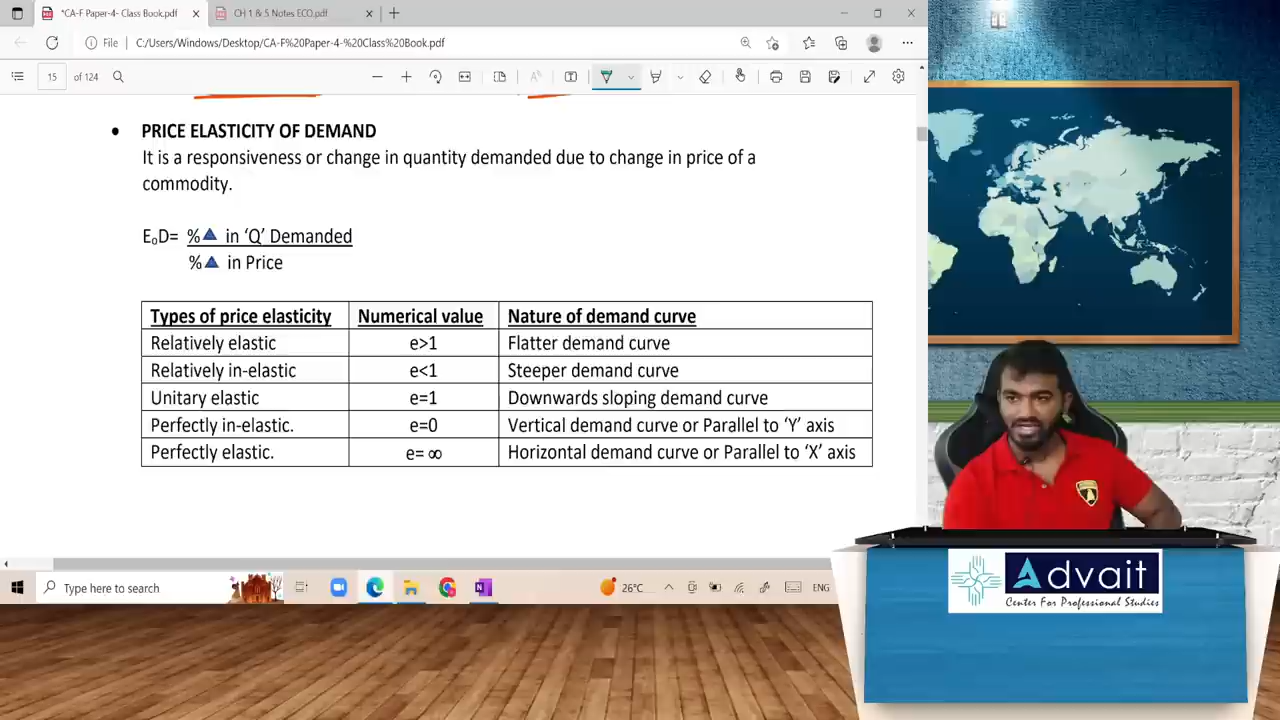 *CA-F Paper-4- Class Book.pdf
CH 1 & 5 Notes ECO.pdf
File
C:/Users/Windows/Desktop/CA-F%20Paper-4-%20Class%20Book.pdf
15 of 124
• PRICE ELASTICITY OF DEMAND
It is a responsiveness or change in quantity demanded due to change in price of a
commodity.
EoD= %▲ in ‘Q’ Demanded
%▲ in Price
Types of price elasticity Numerical value Nature of demand curve
Relatively elastic e>1 Flatter demand curve
Relatively in-elastic e<1 Steeper demand curve
Unitary elastic e=1 Downwards sloping demand curve
Perfectly in-elastic. e=0 Vertical demand curve or Parallel to ‘Y’ axis
Perfectly elastic. e= ∞ Horizontal demand curve or Parallel to ‘X’ axis
Type here to search
26°C
ENG
Advait
Center For Professional Studies